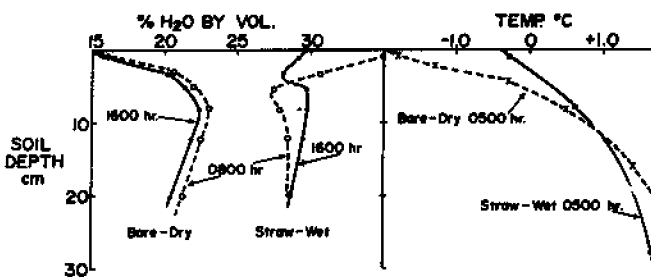 % H₂O BY VOL.
TEMP. °C
15 20 25 30 -1.0 0 +1.0
SOIL
DEPTH
cm
10
20
30
1600 hr.
0800 hr
1600 hr
Bare-Dry
Straw-Wet
Bare-Dry 0500 hr.
Straw-Wet 0500 hr.